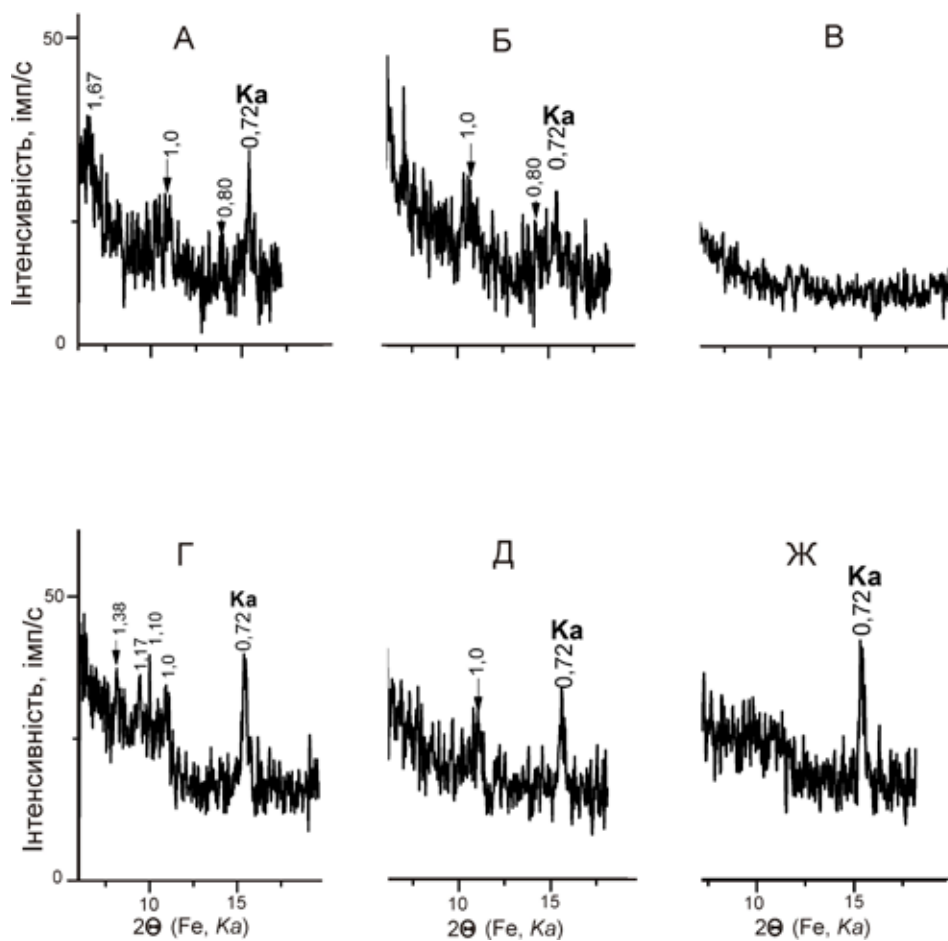 А
Б
В
Інтенсивність, імп/с
50
0
1,67
1,0
0,80
Ka
0,72
1,0
0,80
Ka
0,72
Г
Д
Ж
Інтенсивність, імп/с
50
0
1,38
1,17
1,10
1,0
Ka
0,72
1,0
Ka
0,72
Ka
0,72
10
15
10
15
10
15
2Θ (Fe, Ka)
2Θ (Fe, Ka)
2Θ (Fe, Ka)